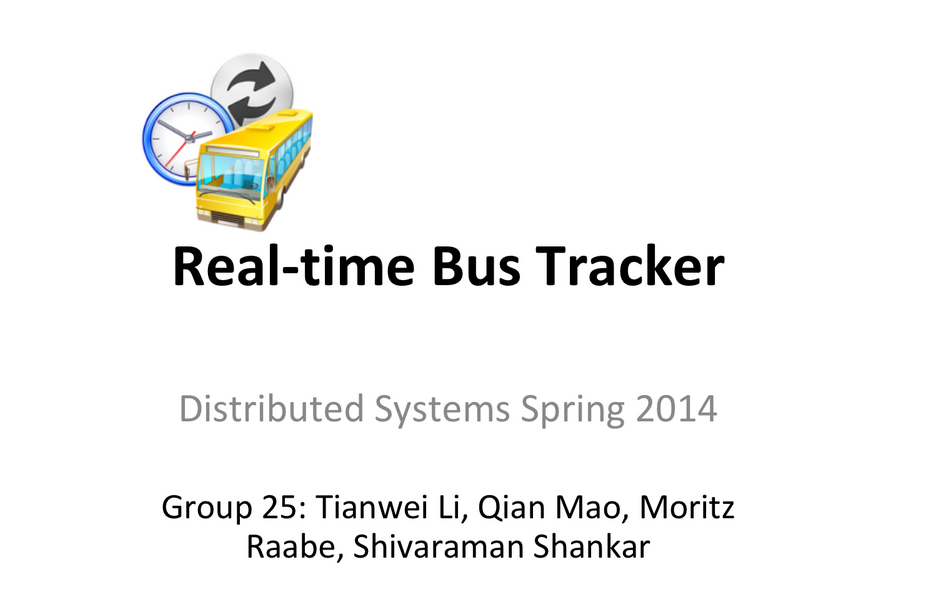 Real-time Bus Tracker
Distributed Systems Spring 2014
Group 25: Tianwei Li, Qian Mao, Moritz
Raabe, Shivaraman Shankar